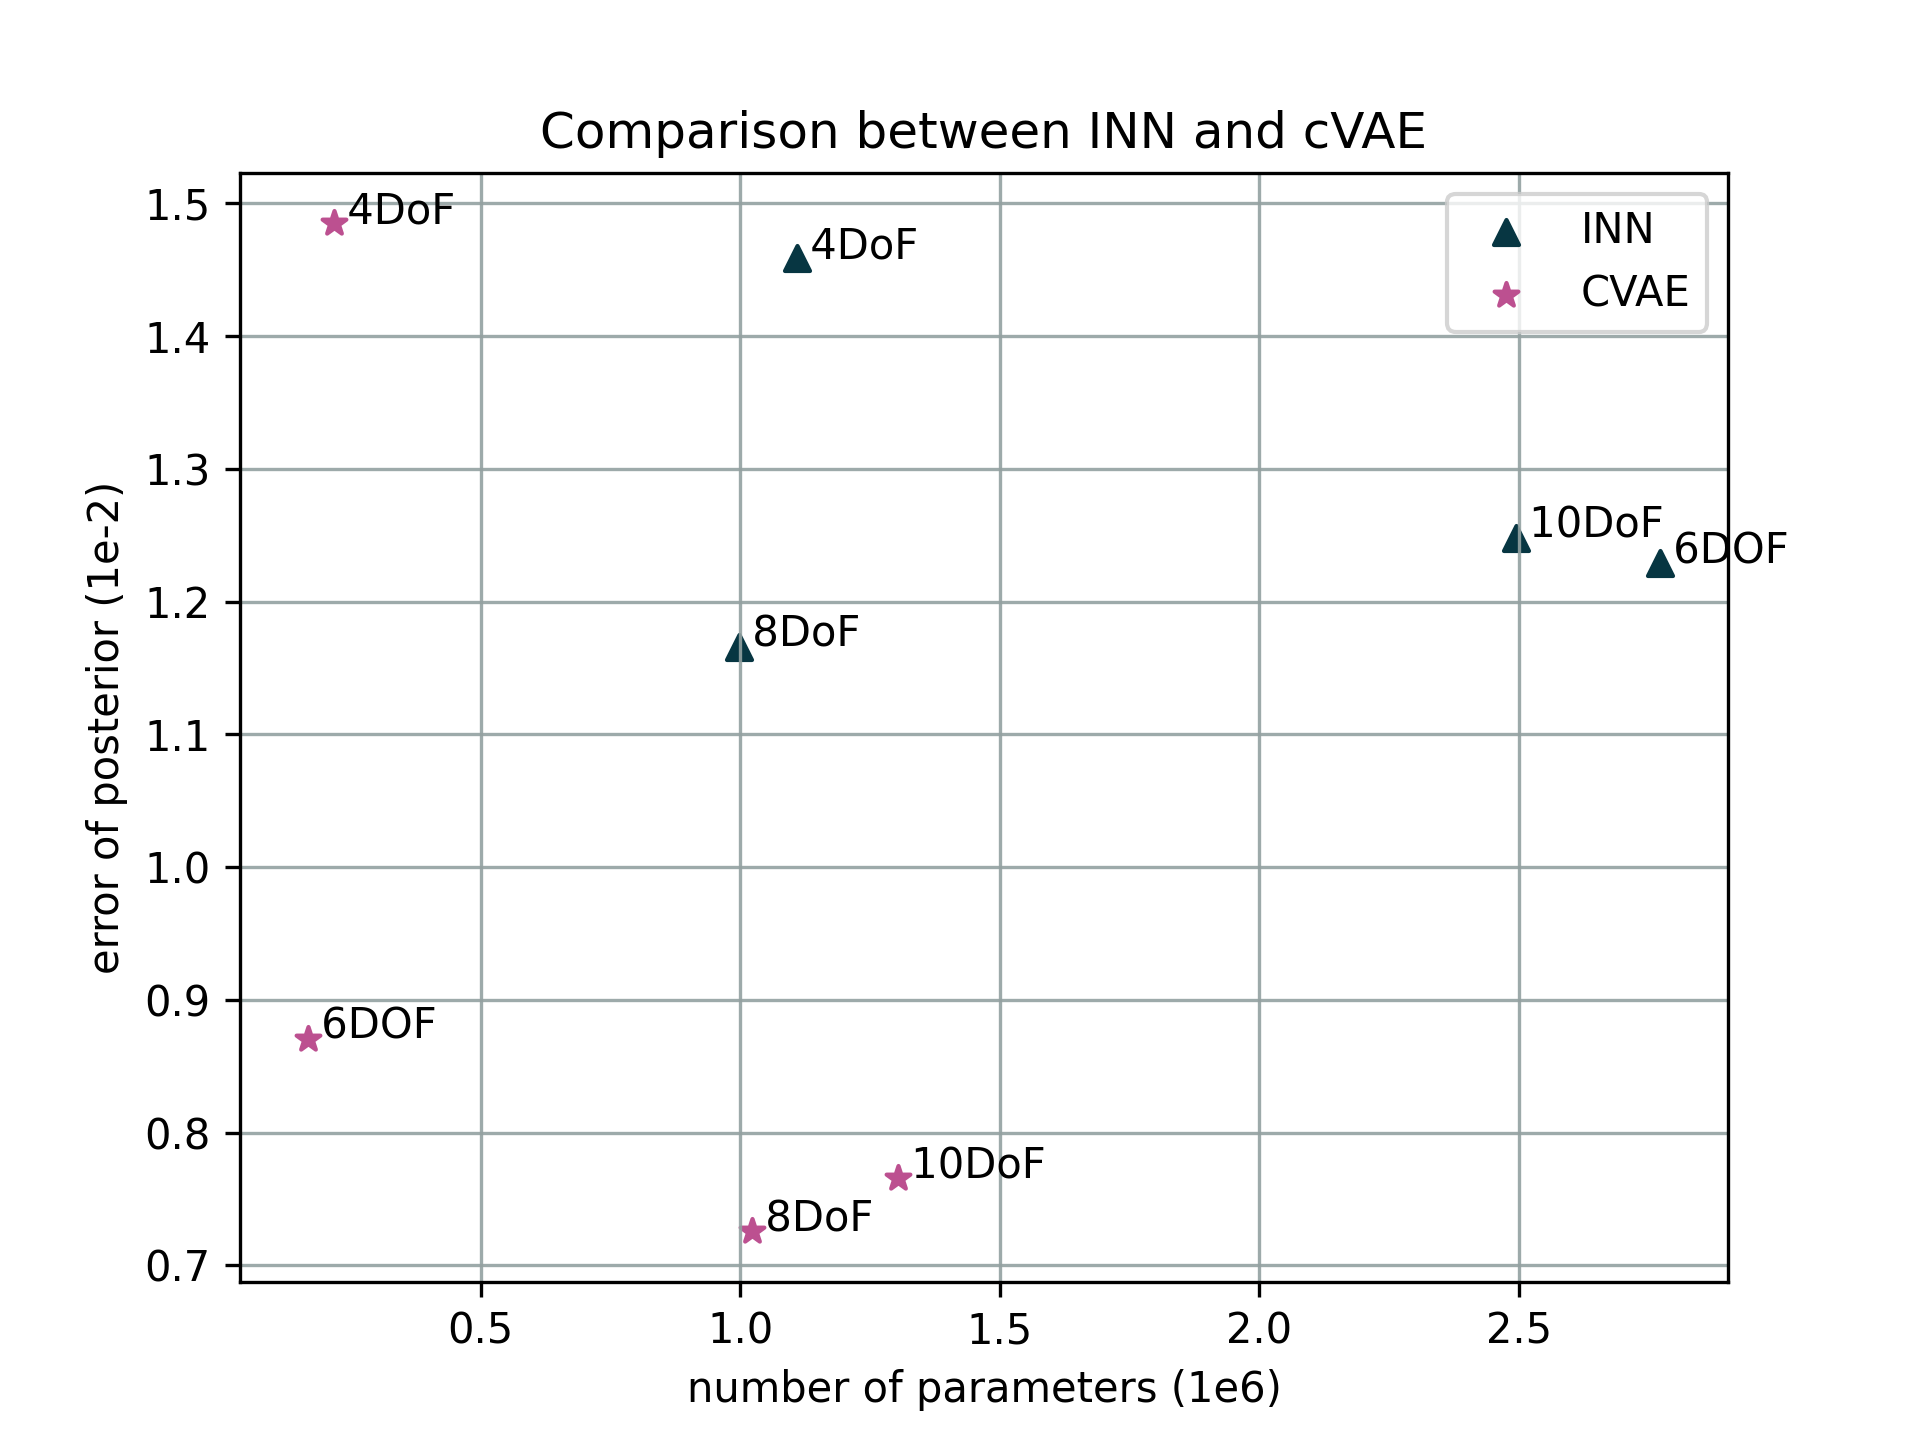 Comparison between INN and cVAE
INN
CVAE
4DoF
4DoF
10DoF
6DOF
8DoF
6DOF
10DoF
8DoF
error of posterior (1e-2)
1.5
1.4
1.3
1.2
1.1
1.0
0.9
0.8
0.7
0.5 1.0 1.5 2.0 2.5
number of parameters (1e6)